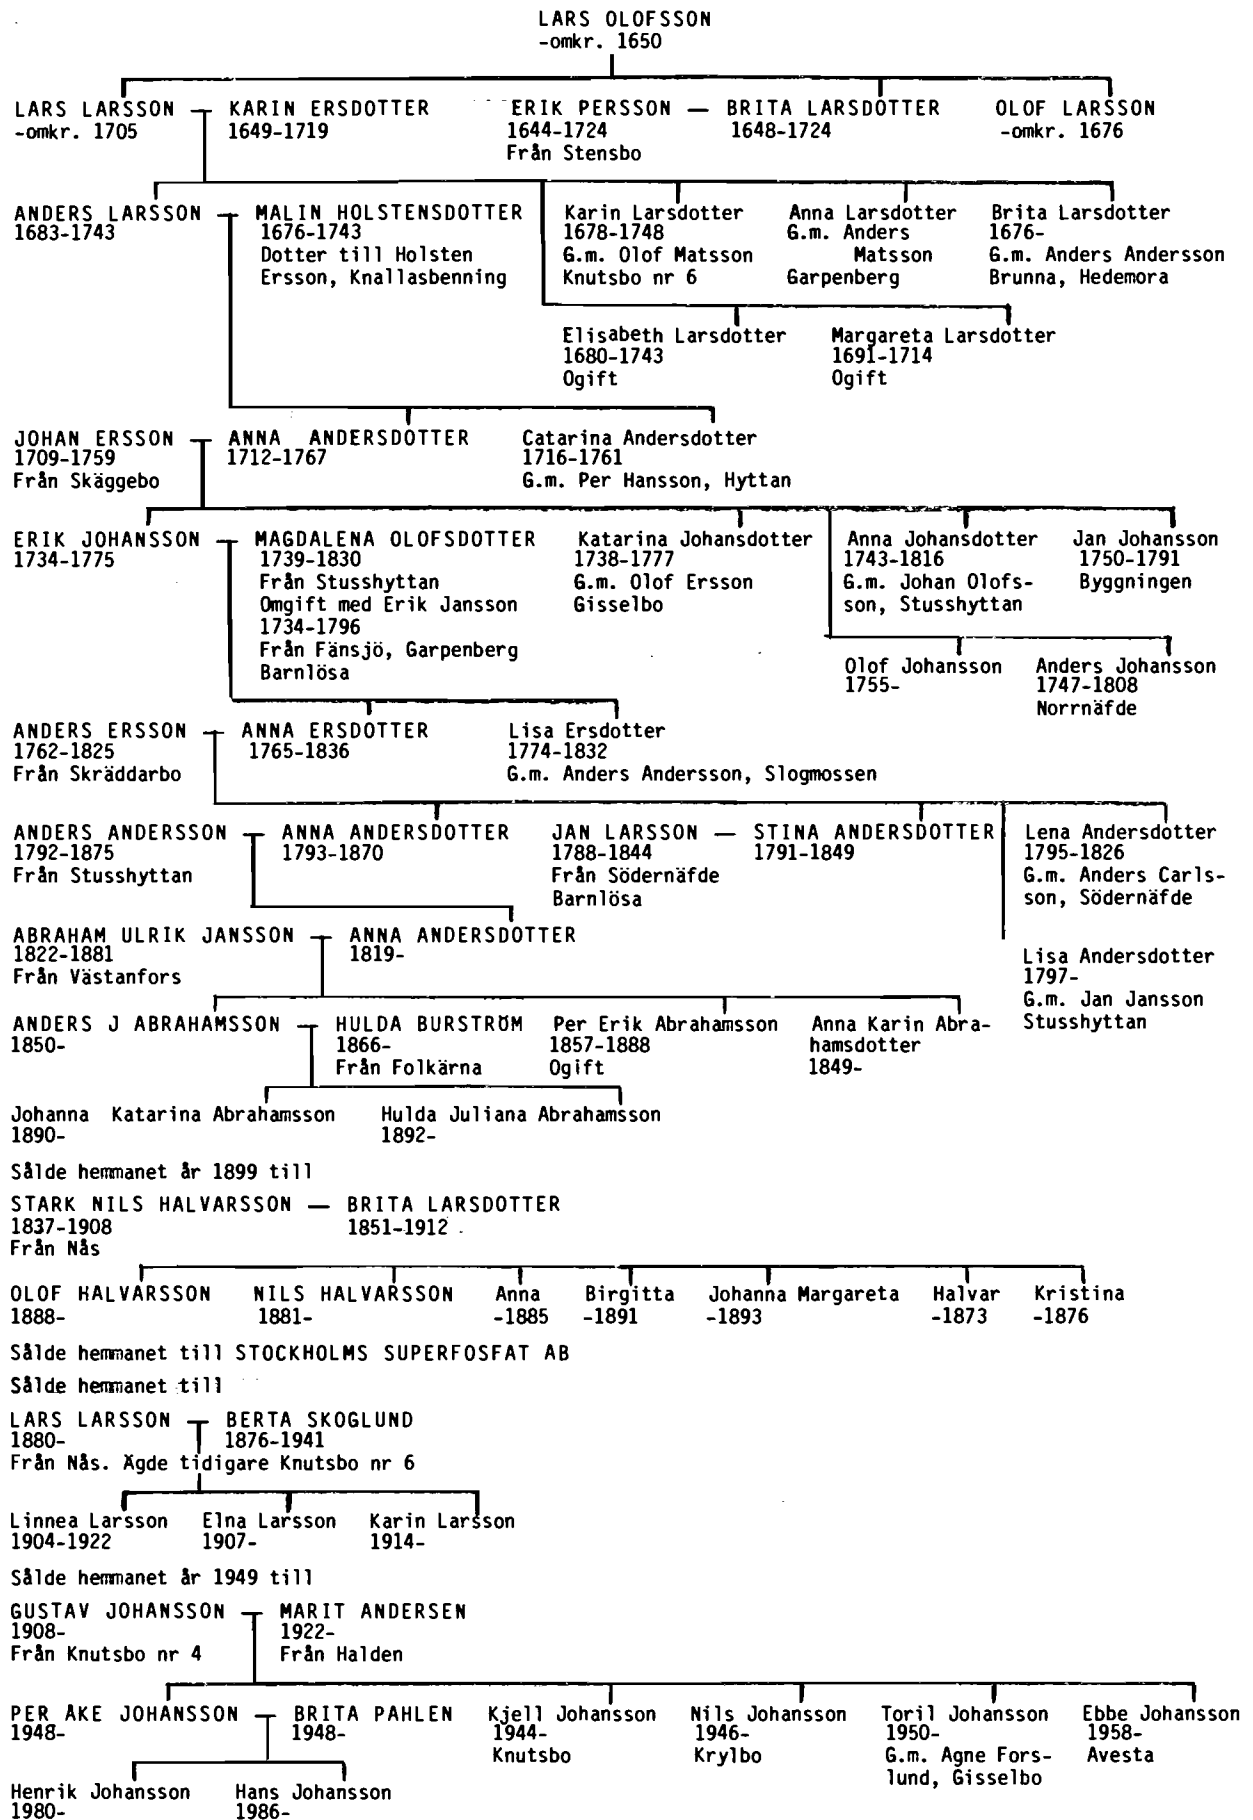 LARS OLOFSSON
-omkr. 1650
LARS LARSSON — KARIN ERSDOTTER ERIK PERSSON — BRITA LARSDOTTER OLOF LARSSON
-omkr. 1705 1649-1719 1644-1724 1648-1724 -omkr. 1676
Från Stensbo
ANDERS LARSSON — MALIN HOLSTENSDOTTER Karin Larsdotter Anna Larsdotter Brita Larsdotter
1683-1743 1676-1743 1678-1748 G.m. Anders 1676-
Dotter till Holsten G.m. Olof Matsson Matsson G.m. Anders Andersson
Ersson, Knallasbenning Knutsbo nr 6 Garpenberg Brunna, Hedemora
Elisabeth Larsdotter Margareta Larsdotter
1680-1743 1691-1714
Ogift Ogift
JOHAN ERSSON — ANNA ANDERSDOTTER Catarina Andersdotter
1709-1759 1712-1767 1716-1761
Från Skäggebo G.m. Per Hansson, Hyttan
ERIK JOHANSSON — MAGDALENA OLOFSDOTTER Katarina Johansdotter Anna Johansdotter Jan Johansson
1734-1775 1739-1830 1738-1777 1743-1816 1750-1791
Från Stusshyttan G.m. Olof Ersson G.m. Johan Olofs- Byggningen
Omgift med Erik Jansson Gisselbo son, Stusshyttan
1734-1796
Från Fänsjö, Garpenberg Olof Johansson Anders Johansson
Barnlösa 1755- 1747-1808
Norrnäfde
ANDERS ERSSON — ANNA ERSDOTTER Lisa Ersdotter
1762-1825 1765-1836 1774-1832
Från Skräddarbo G.m. Anders Andersson, Slogmossen
ANDERS ANDERSSON — ANNA ANDERSDOTTER JAN LARSSON — STINA ANDERSDOTTER Lena Andersdotter
1792-1875 1793-1870 1788-1844 1791-1849 1795-1826
Från Stusshyttan Från Södernäfde G.m. Anders Carls-
Barnlösa son, Södernäfde
ABRAHAM ULRIK JANSSON — ANNA ANDERSDOTTER
1822-1881 1819- Lisa Andersdotter
Från Västanfors 1797-
G.m. Jan Jansson
ANDERS J ABRAHAMSSON — HULDA BURSTRÖM Per Erik Abrahamsson Anna Karin Abra- Stusshyttan
1850- 1866- 1857-1888 hamsdotter
Från Folkärna Ogift 1849-
Johanna Katarina Abrahamsson Hulda Juliana Abrahamsson
1890- 1892-
Sålde hemmanet år 1899 till
STARK NILS HALVARSSON — BRITA LARSDOTTER
1837-1908 1851-1912
Från Nås
OLOF HALVARSSON NILS HALVARSSON Anna Birgitta Johanna Margareta Halvar Kristina
1888- 1881- -1885 -1891 -1893 -1873 -1876
Sålde hemmanet till STOCKHOLMS SUPERFOSFAT AB
Sålde hemmanet till
LARS LARSSON — BERTA SKOGLUND
1880- 1876-1941
Från Nås. Ägde tidigare Knutsbo nr 6
Linnea Larsson Elna Larsson Karin Larsson
1904-1922 1907- 1914-
Sålde hemmanet år 1949 till
GUSTAV JOHANSSON — MARIT ANDERSEN
1908- 1922-
Från Knutsbo nr 4 Från Halden
PER ÅKE JOHANSSON — BRITA PAHLEN Kjell Johansson Nils Johansson Toril Johansson Ebbe Johansson
1948- 1948- 1944- 1946- 1950- 1958-
Knutsbo Krylbo G.m. Agne Fors- Avesta
lund, Gisselbo
Henrik Johansson Hans Johansson
1980- 1986-